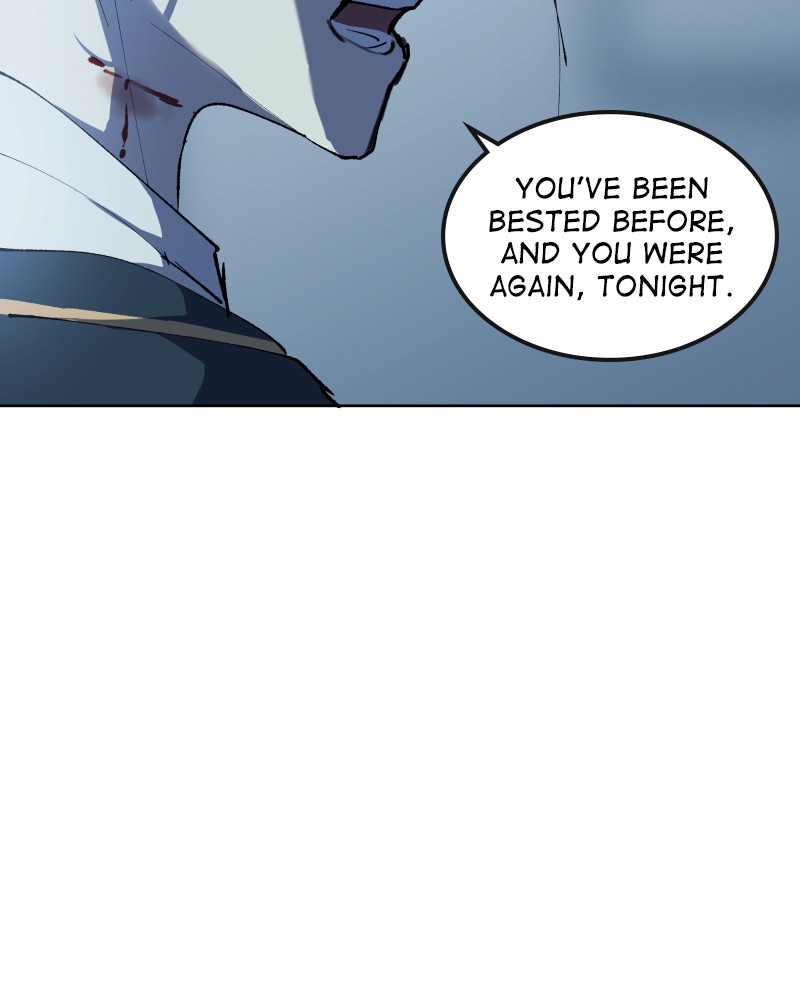 YOU'VE BEEN
BESTED BEFORE,
AND YOU WERE
AGAIN, TONIGHT.